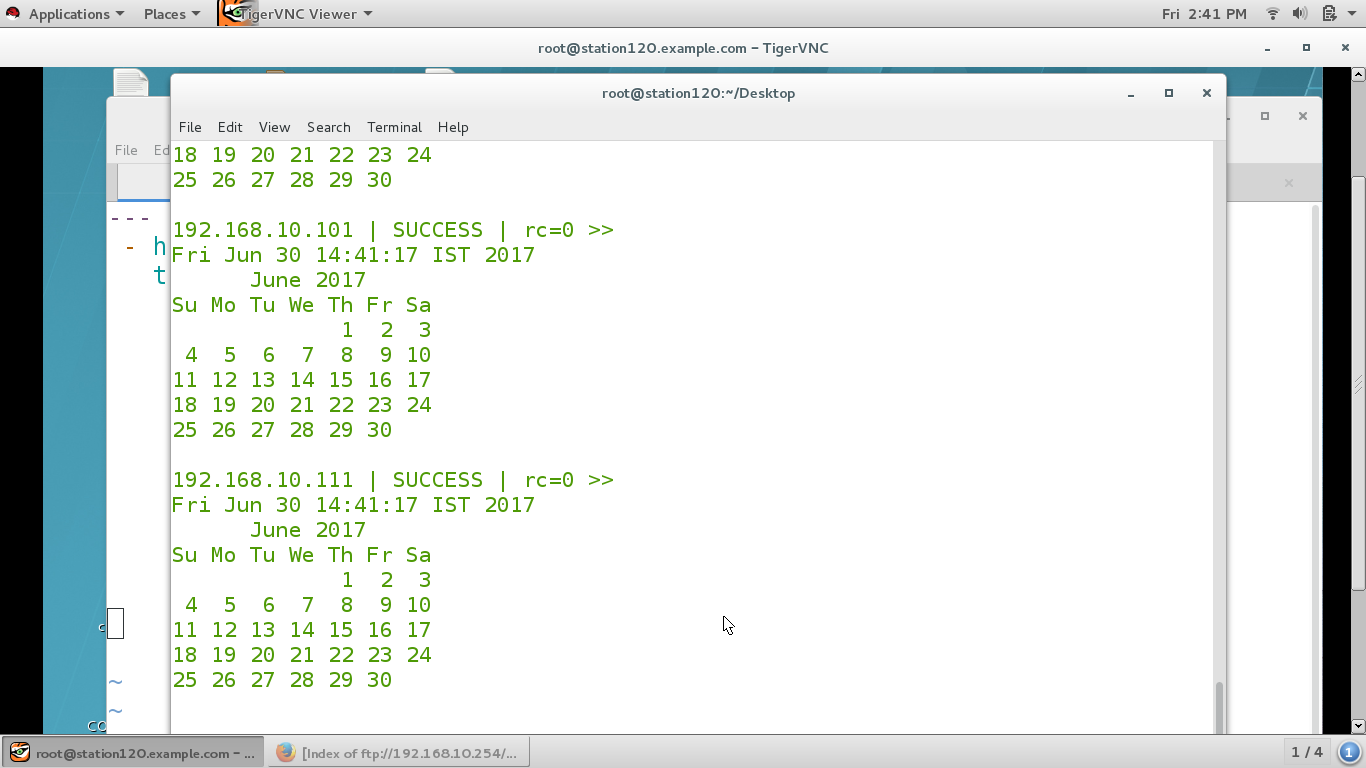 Applications Places TigerVNC Viewer Fri 2:41 PM
root@station120.example.com - TigerVNC
root@station120:~/Desktop
File Edit View Search Terminal Help
File
18 19 20 21 22 23 24
25 26 27 28 29 30
---
- h
t
192.168.10.101 | SUCCESS | rc=0 >>
Fri Jun 30 14:41:17 IST 2017
June 2017
Su Mo Tu We Th Fr Sa
1 2 3
4 5 6 7 8 9 10
11 12 13 14 15 16 17
18 19 20 21 22 23 24
25 26 27 28 29 30
192.168.10.111 | SUCCESS | rc=0 >>
Fri Jun 30 14:41:17 IST 2017
June 2017
Su Mo Tu We Th Fr Sa
1 2 3
4 5 6 7 8 9 10
11 12 13 14 15 16 17
18 19 20 21 22 23 24
25 26 27 28 29 30
~
~
root@station120.example.com - ... [Index of ftp://192.168.10.254/... 1 / 4 1